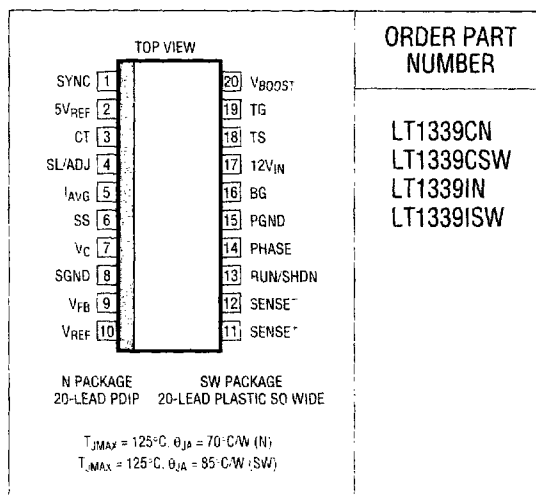 TOP VIEW
SYNC 1
5VREF 2
CT 3
SL/ADJ 4
IAVG 5
SS 6
VC 7
SGND 8
VFB 9
VREF 10
20 VBOOST
19 TG
18 TS
17 12VIN
16 BG
15 PGND
14 PHASE
13 RUN/SHDN
12 SENSE–
11 SENSE+
N PACKAGE
20-LEAD PDIP
SW PACKAGE
20-LEAD PLASTIC SO WIDE
TJMAX = 125°C, θJA = 70°C/W (N)
TJMAX = 125°C, θJA = 85°C/W (SW)
ORDER PART
NUMBER
LT1339CN
LT1339CSW
LT1339IN
LT1339ISW